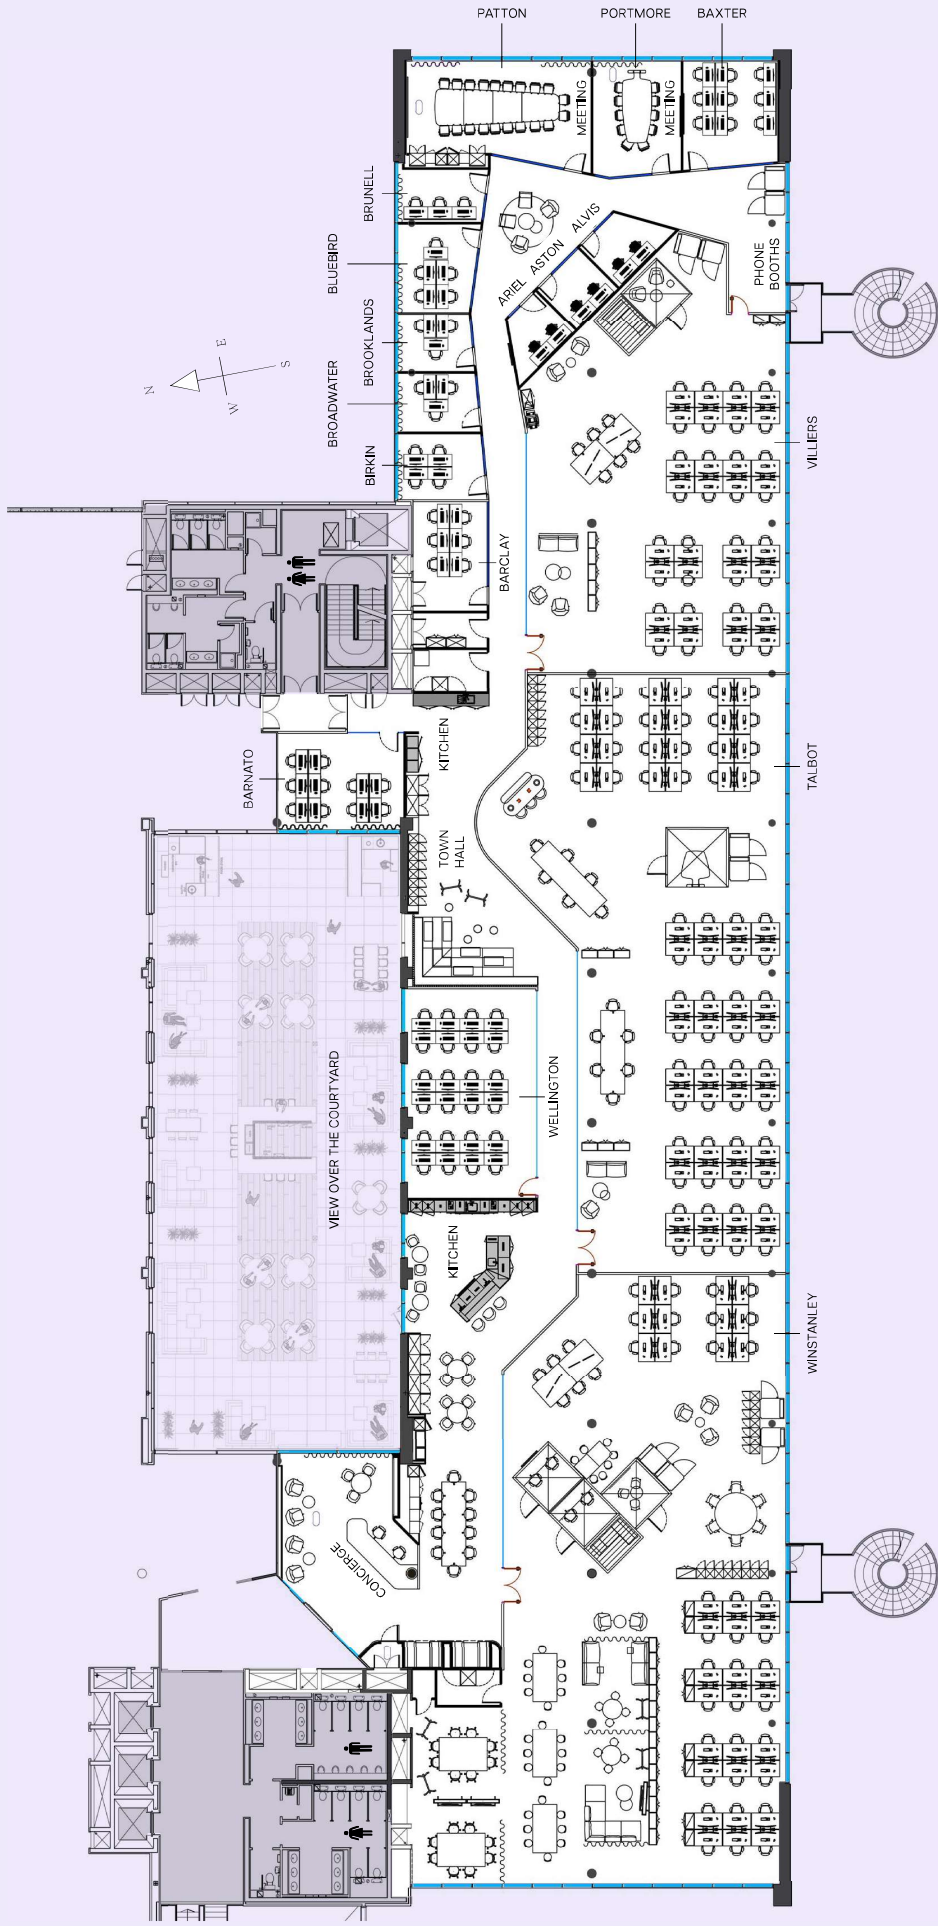 PATTON
PORTMORE
BAXTER
MEETING
MEETING
BRUNELL
BLUEBIRD
BROOKLANDS
BROADWATER
BIRKIN
ALVIS
ASTON
ARIEL
PHONE
BOOTHS
N
E
S
W
VILLIERS
BARCLAY
KITCHEN
BARNATO
TALBOT
TOWN
HALL
VIEW OVER THE COURTYARD
WELLINGTON
KITCHEN
WINSTANLEY
CONCIERGE